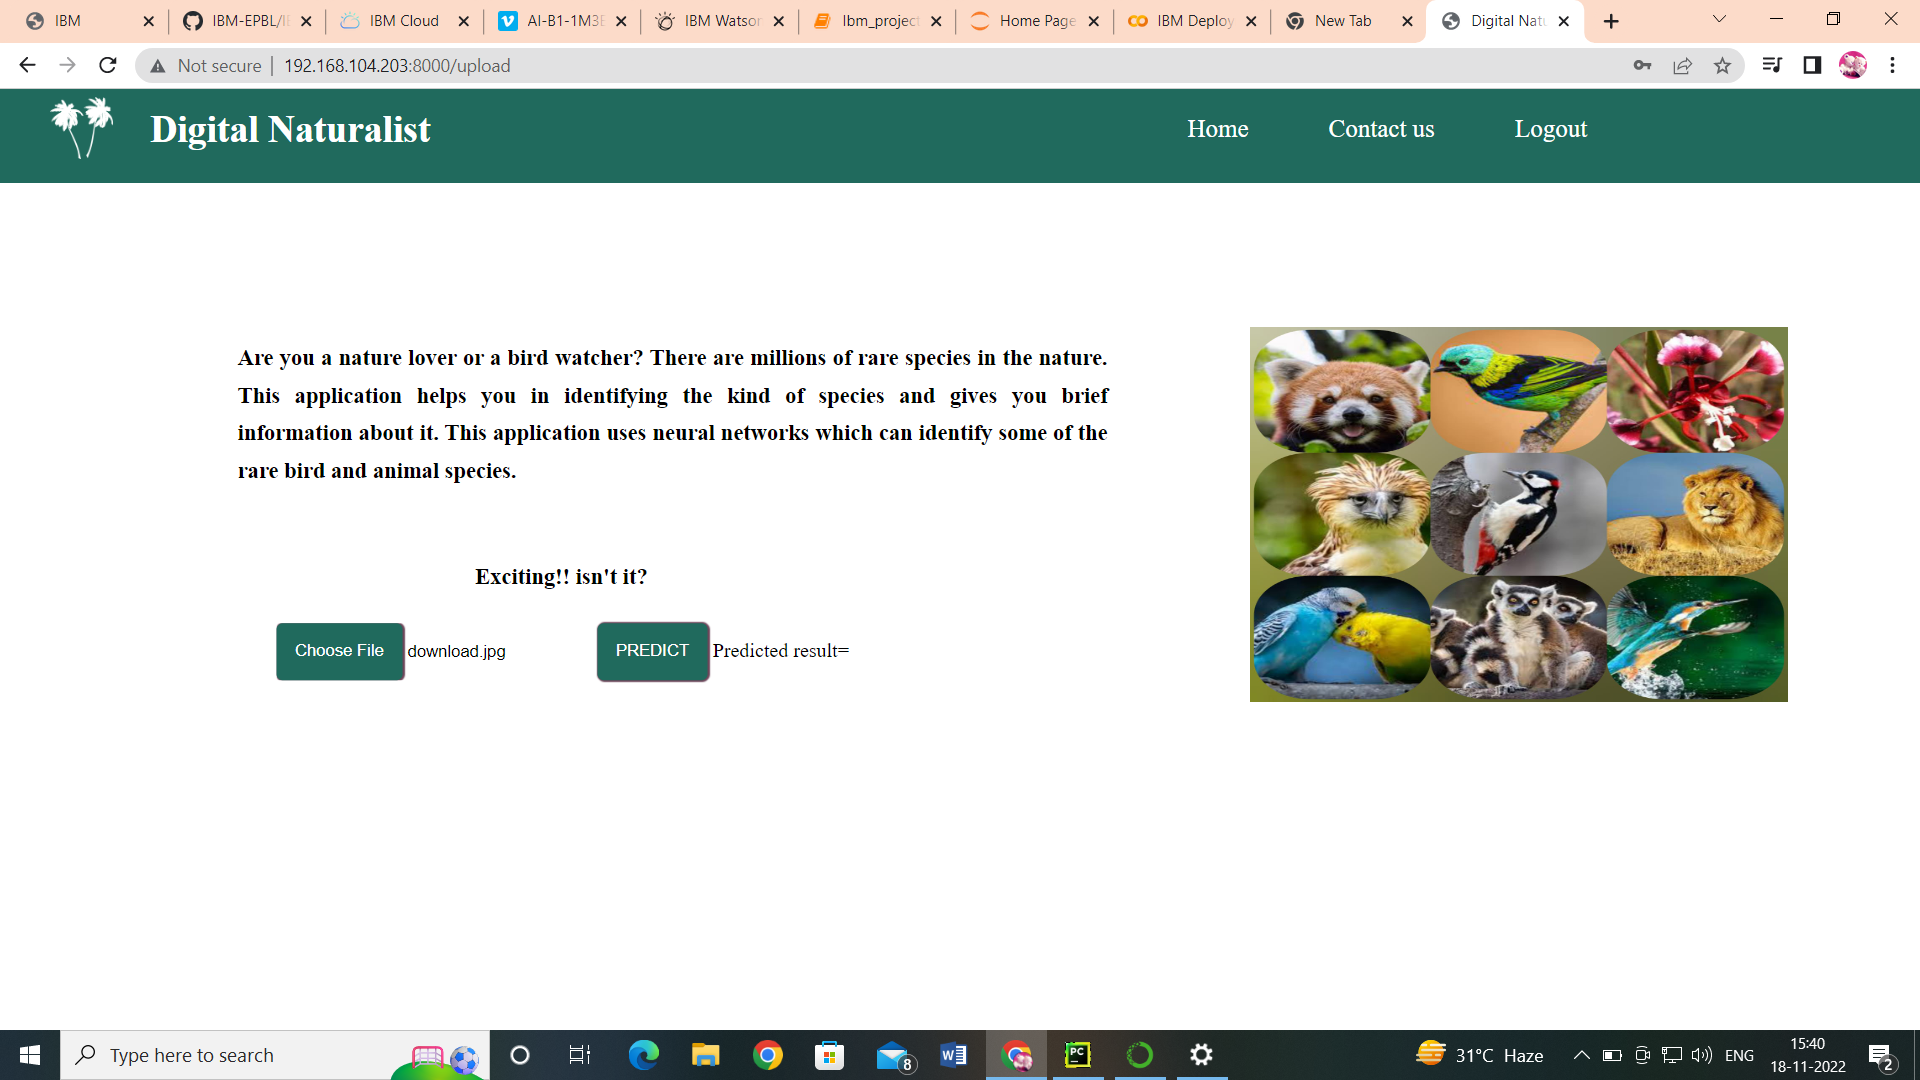 IBM
IBM-EPBL/I
IBM Cloud
AI-B1-1M3E
IBM Watson
Ibm_project
Home Page
IBM Deploy
New Tab
Digital Natu
Not secure
192.168.104.203:8000/upload
Digital Naturalist
Home
Contact us
Logout
Are you a nature lover or a bird watcher? There are millions of rare species in the nature.
This application helps you in identifying the kind of species and gives you brief
information about it. This application uses neural networks which can identify some of the
rare bird and animal species.
Exciting!! isn't it?
Choose File
download.jpg
PREDICT
Predicted result=
Type here to search
8
PC
31°C Haze
ENG
15:40
18-11-2022
2